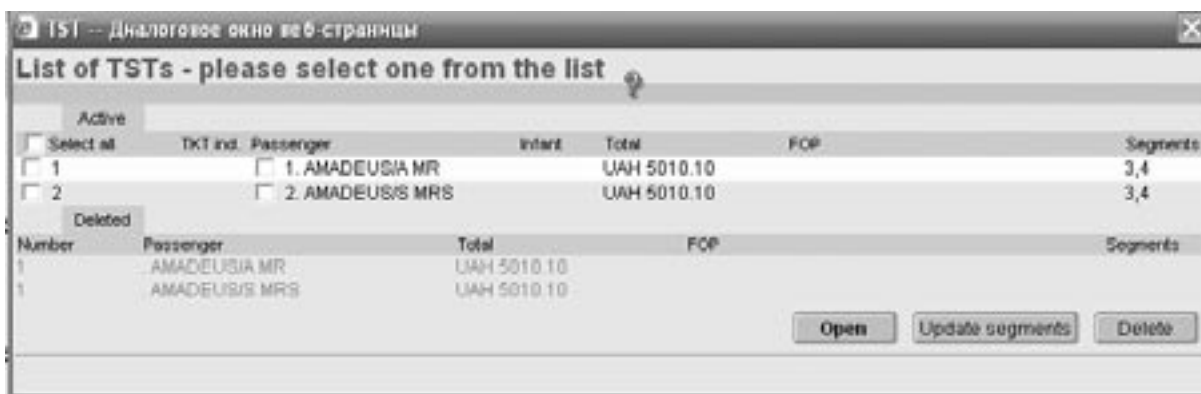 TST -- Диалоговое окно веб-страницы
List of TSTs - please select one from the list
Active
Select all TKT ind. Passenger Infant Total FOP Segments
1 1. AMADEUS/A MR UAH 5010.10 3,4
2 2. AMADEUS/S MRS UAH 5010.10 3,4
Deleted
Number Passenger Total FOP Segments
1 AMADEUS/A MR UAH 5010.10
1 AMADEUS/S MRS UAH 5010.10
Open Update segments Delete